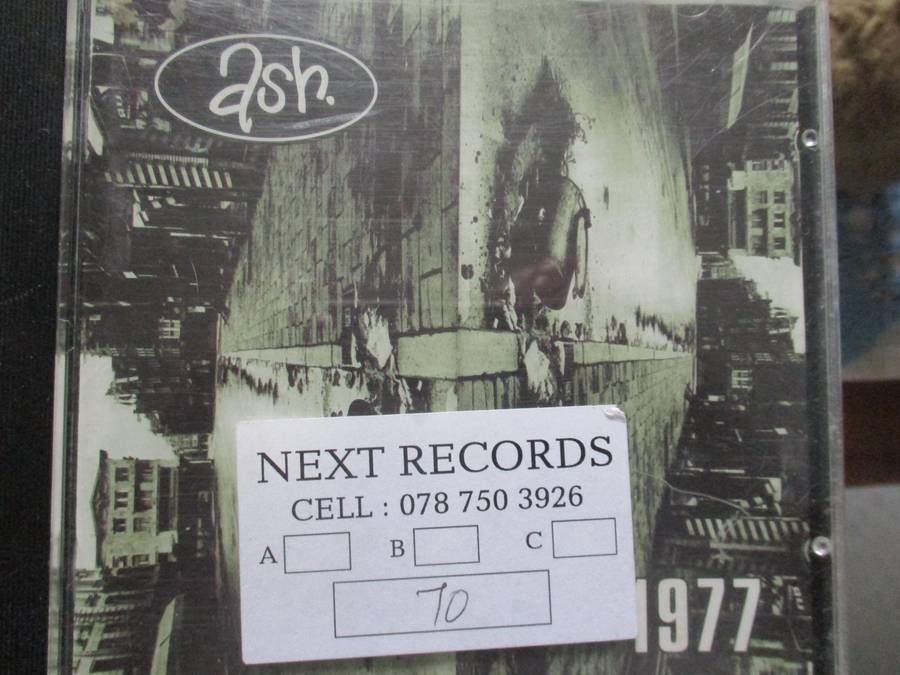 ash.
NEXT RECORDS
CELL : 078 750 3926
A B C
70
1977